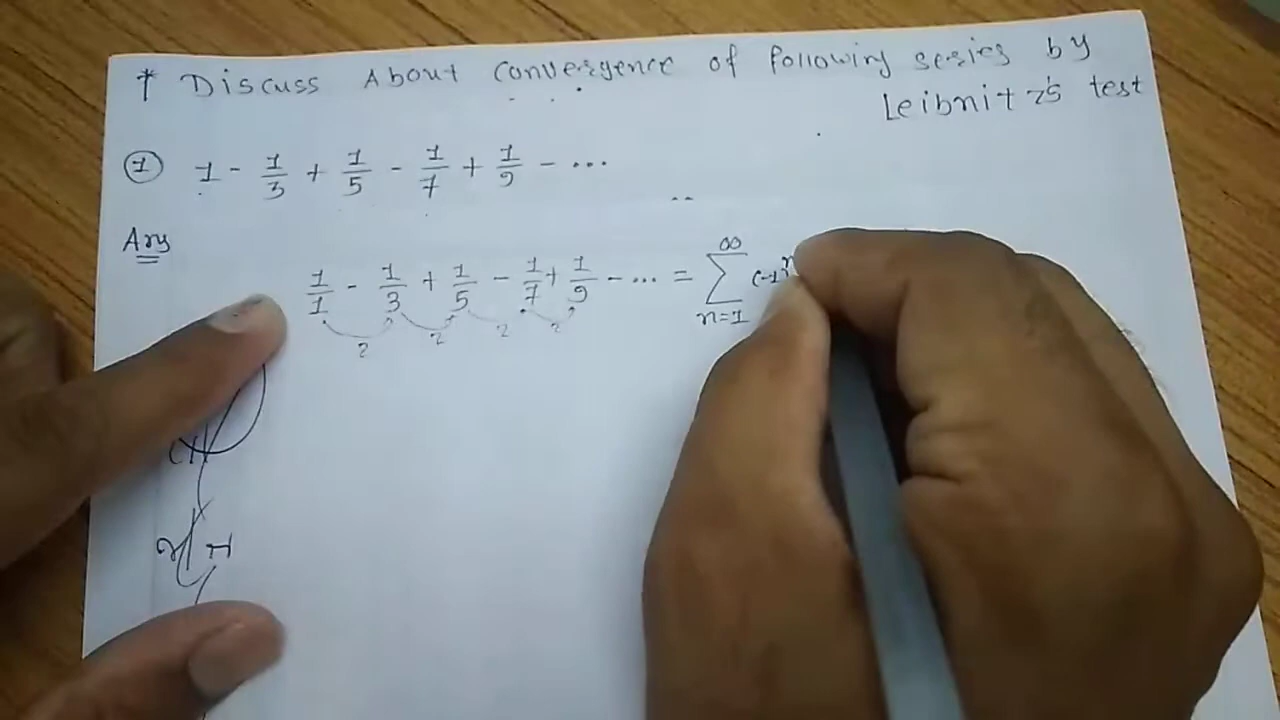 * Discuss About Convergence of following series by
Leibnitz's test
① 1 - 1/3 + 1/5 - 1/7 + 1/9 - ...
Ans
1/1 - 1/3 + 1/5 - 1/7 + 1/9 - ... = ∞ ∑ n=1 (-1)^n
2 2 2 2